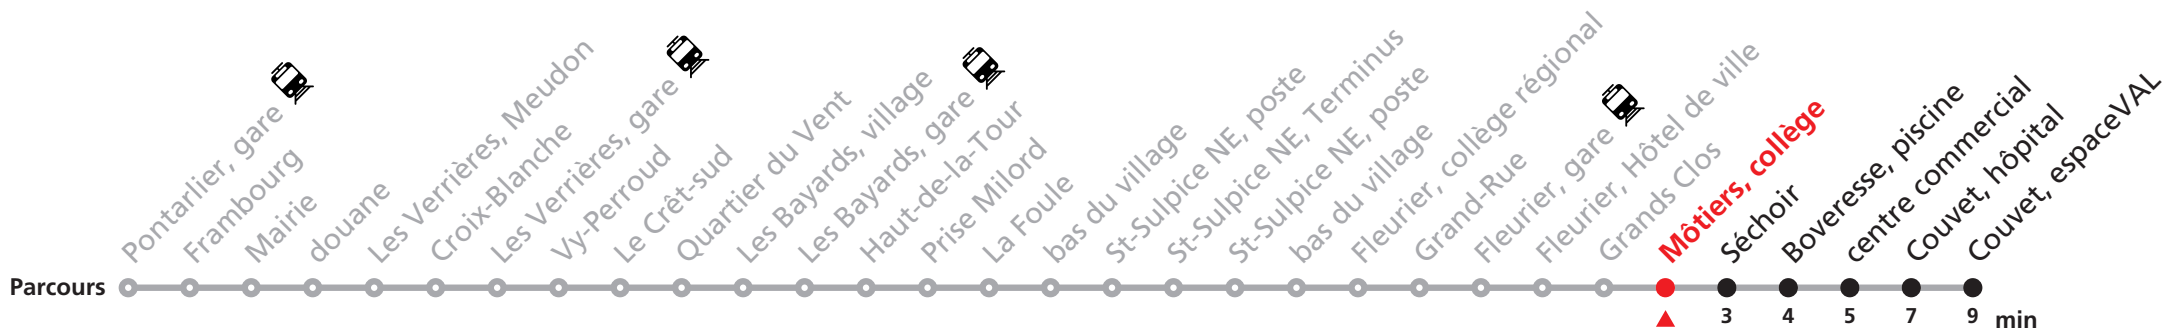 Pontarlier, gare
Frambourg
Mairie
douane
Les Verrières, Meudon
Croix-Blanche
Les Verrières, gare
Vy-Perroud
Le Crêt-sud
Quartier du Vent
Les Bayards, village
Les Bayards, gare
Haut-de-la-Tour
Prise Milord
La Foule
bas du village
St-Sulpice NE, poste
St-Sulpice NE, Terminus
St-Sulpice NE, poste
bas du village
Fleurier, collège régional
Grand-Rue
Fleurier, gare
Fleurier, Hôtel de ville
Grands Clos
Môtiers, collège
Séchoir
Boveresse, piscine
centre commercial
Couvet, hôpital
Couvet, espaceVAL
Parcours
3 4 5 7 9 min